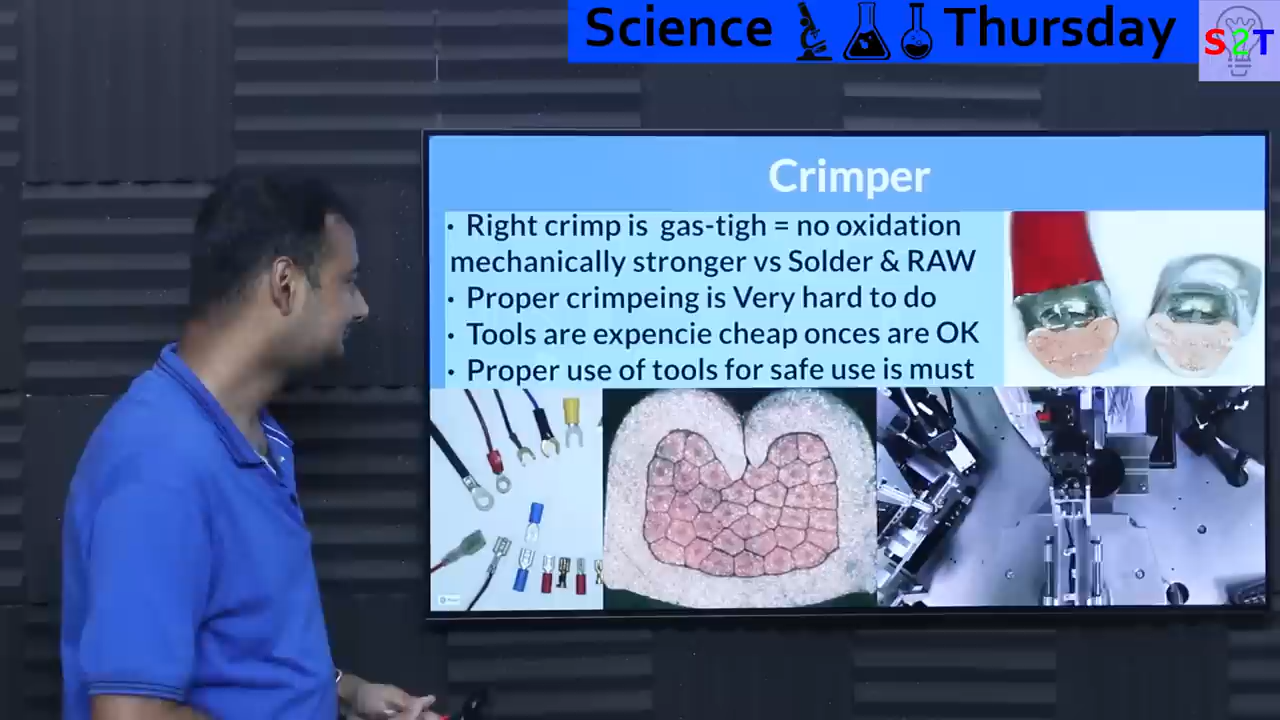 Science Thursday
S2T
Crimper
· Right crimp is gas-tigh = no oxidation
mechanically stronger vs Solder & RAW
· Proper crimpeing is Very hard to do
· Tools are expencie cheap onces are OK
· Proper use of tools for safe use is must